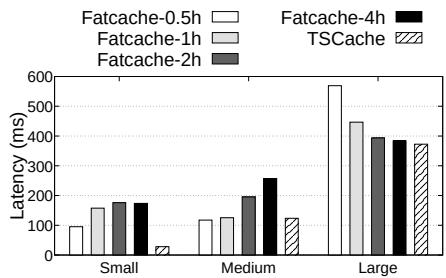 Fatcache-0.5h
Fatcache-1h
Fatcache-2h
Fatcache-4h
TSCache
Latency (ms)
600
500
400
300
200
100
0
Small Medium Large